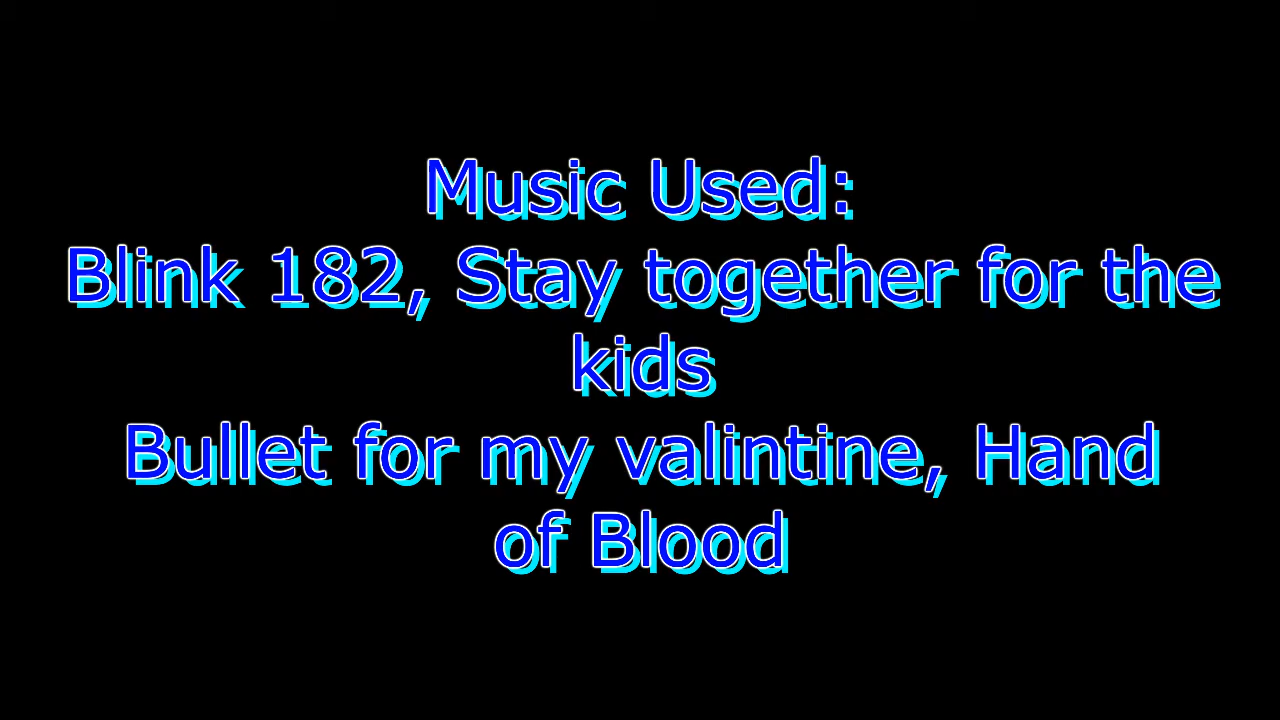 Music Used:
Blink 182, Stay together for the
kids
Bullet for my valintine, Hand
of Blood